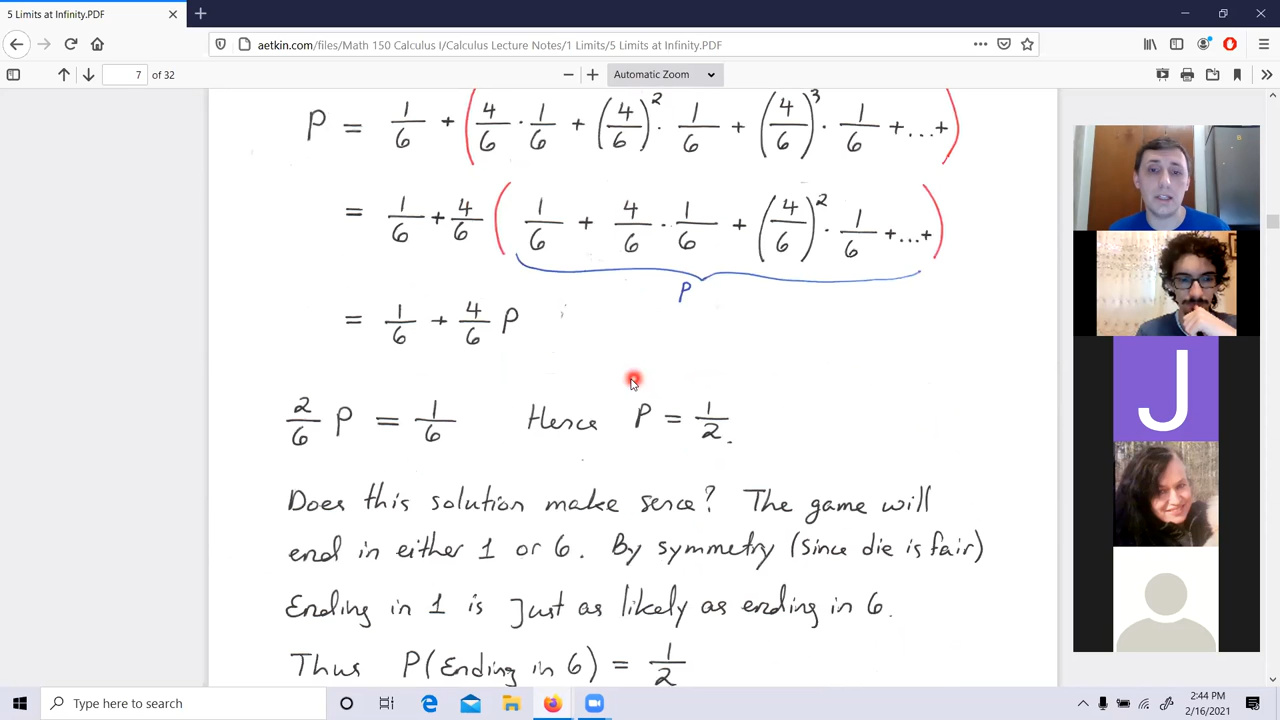 5 Limits at Infinity.PDF
aetkin.com/files/Math 150 Calculus I/Calculus Lecture Notes/1 Limits/5 Limits at Infinity.PDF
7 of 32
Automatic Zoom
P = 1/6 + (4/6 · 1/6 + (4/6)² · 1/6 + (4/6)³ · 1/6 +...+)
= 1/6 + 4/6 (1/6 + 4/6 · 1/6 + (4/6)² · 1/6 +...+)
P
= 1/6 + 4/6 P
2/6 P = 1/6 Hence P = 1/2.
Does this solution make sence? The game will
end in either 1 or 6. By symmetry (since die is fair)
Ending in 1 is just as likely as ending in 6.
Thus P(Ending in 6) = 1/2
J
Type here to search
2:44 PM
2/16/2021